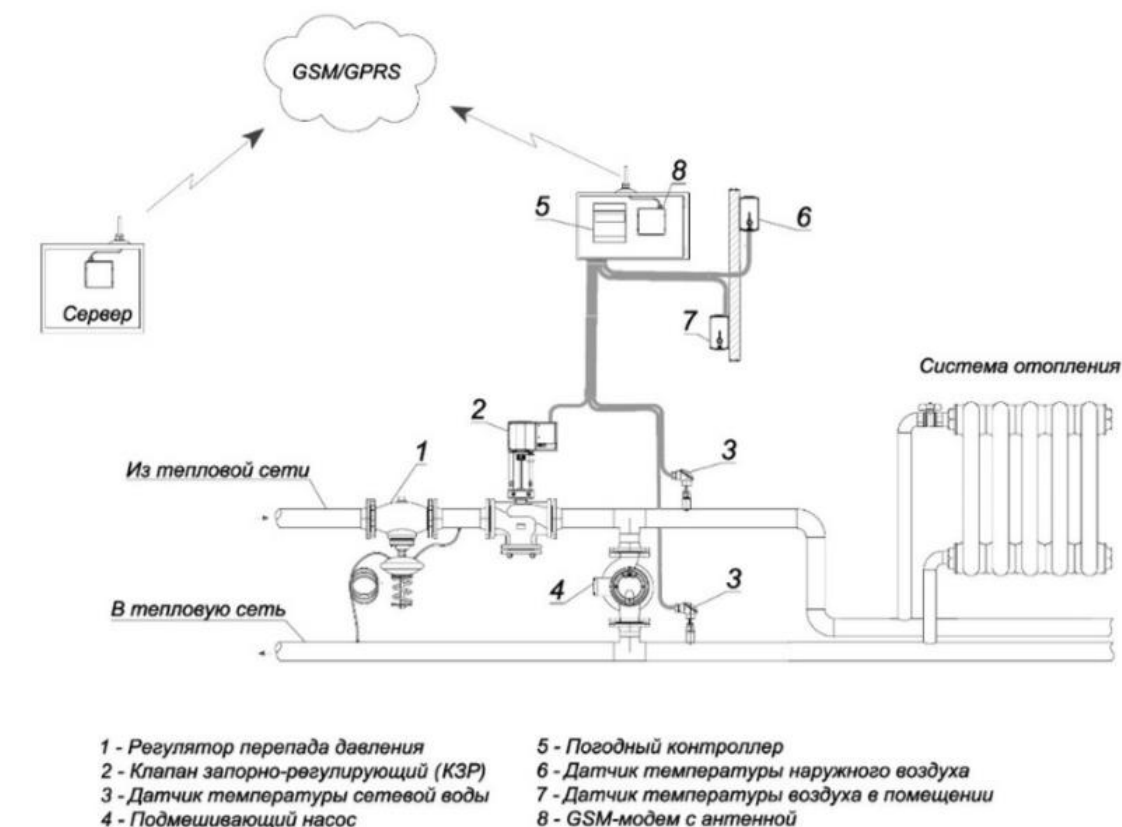 GSM/GPRS
8
5
6
Сервер
7
Система отопления
2
1
3
Из тепловой сети
4
3
В тепловую сеть
1 - Регулятор перепада давления
2 - Клапан запорно-регулирующий (КЗР)
3 - Датчик температуры сетевой воды
4 - Подмешивающий насос
5 - Погодный контроллер
6 - Датчик температуры наружного воздуха
7 - Датчик температуры воздуха в помещении
8 - GSM-модем с антенной